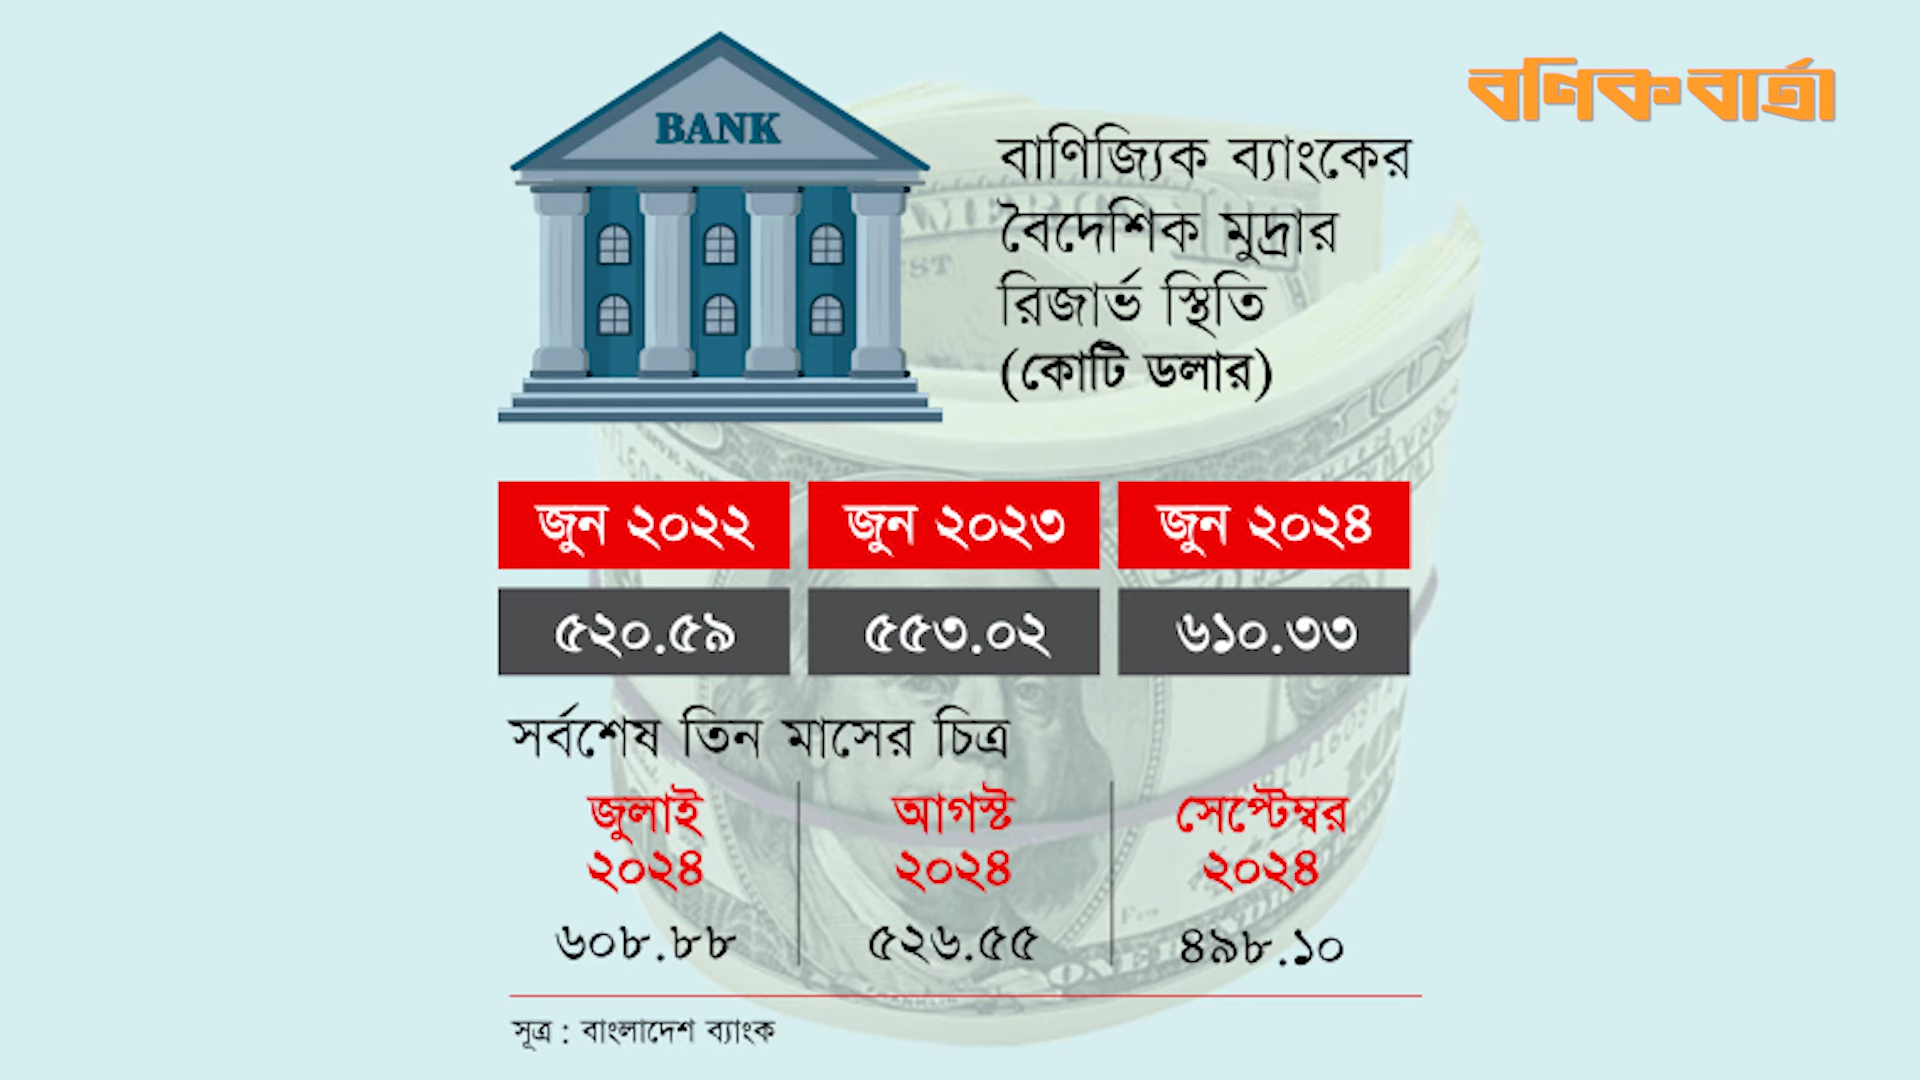 বণিক বার্তা
BANK
বাণিজ্যিক ব্যাংকের
বৈদেশিক মুদ্রার
রিজার্ভ স্থিতি
(কোটি ডলার)
জুন ২০২২ জুন ২০২৩ জুন ২০২৪
৫২০.৫৯ ৫৫৩.০২ ৬১০.৩৩
সর্বশেষ তিন মাসের চিত্র
জুলাই আগস্ট সেপ্টেম্বর
২০২৪ ২০২৪ ২০২৪
৬০৮.৮৮ ৫২৬.৫৫ ৪৯৮.১০
সূত্র : বাংলাদেশ ব্যাংক